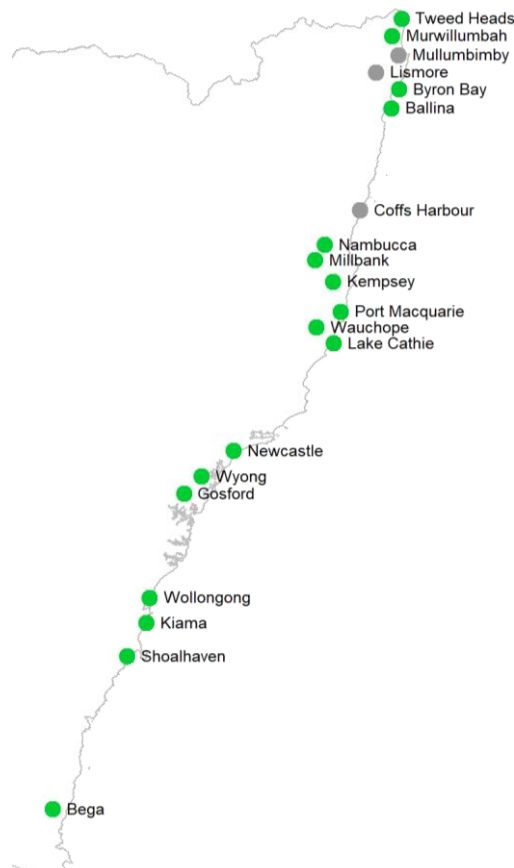 Tweed Heads
Murwillumbah
Mullumbimby
Lismore
Byron Bay
Ballina
Coffs Harbour
Nambucca
Millbank
Kempsey
Port Macquarie
Wauchope
Lake Cathie
Newcastle
Wyong
Gosford
Wollongong
Kiama
Shoalhaven
Bega